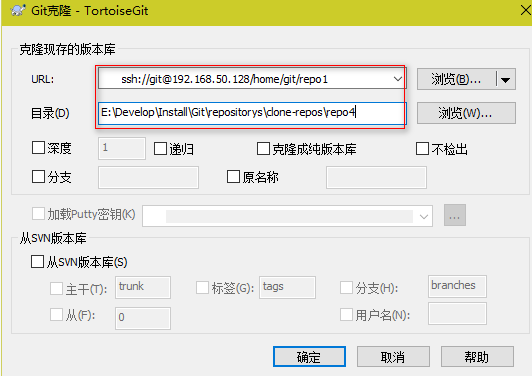 Git克隆 - TortoiseGit
克隆现存的版本库
URL: ssh://git@192.168.50.128/home/git/repo1 浏览(B)...
目录(D) E:\Develop\Install\Git\repositorys\clone-repos\repo4 浏览(W)...
深度 1 递归 克隆成纯版本库 不检出
分支 原名称
加载Putty密钥(K) ...
从SVN版本库
从SVN版本库(S)
主干(T): trunk 标签(G): tags 分支(H): branches
从(F): 0 用户名(N):
确定 取消 帮助